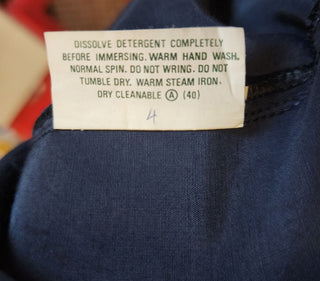 DISSOLVE DETERGENT COMPLETELY
BEFORE IMMERSING. WARM HAND WASH.
NORMAL SPIN. DO NOT WRING. DO NOT
TUMBLE DRY. WARM STEAM IRON.
DRY CLEANABLE Ⓐ (40)
4